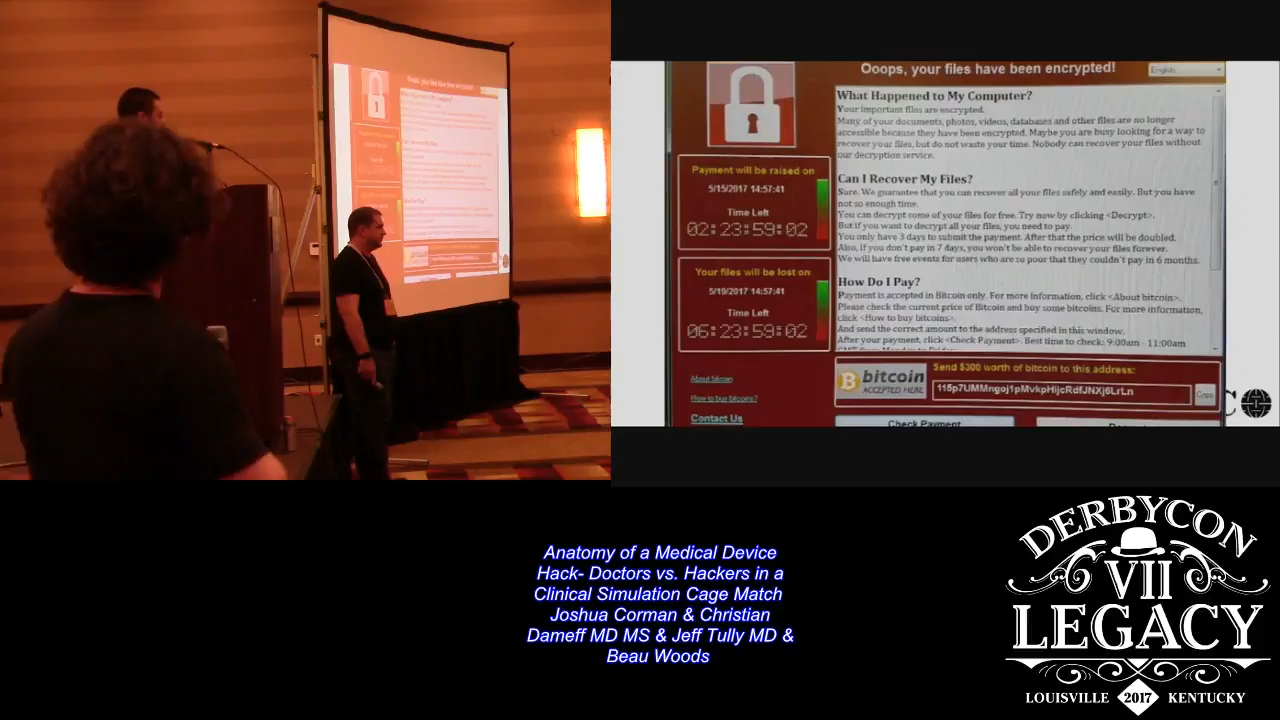 Ooops, your files have been encrypted!
English
What Happened to My Computer?
Your important files are encrypted.
Many of your documents, photos, videos, databases and other files are no longer
accessible because they have been encrypted. Maybe you are busy looking for a way to
recover your files, but do not waste your time. Nobody can recover your files without
our decryption service.
Payment will be raised on
5/15/2017 14:57:41
Time Left
02:23:59:02
Can I Recover My Files?
Sure. We guarantee that you can recover all your files safely and easily. But you have
not so enough time.
You can decrypt some of your files for free. Try now by clicking <Decrypt>.
But if you want to decrypt all your files, you need to pay.
You only have 3 days to submit the payment. After that the price will be doubled.
Also, if you don't pay in 7 days, you won't be able to recover your files forever.
We will have free events for users who are so poor that they couldn't pay in 6 months.
Your files will be lost on
5/19/2017 14:57:41
Time Left
06:23:59:02
How Do I Pay?
Payment is accepted in Bitcoin only. For more information, click <About bitcoin>.
Please check the current price of Bitcoin and buy some bitcoins. For more information,
click <How to buy bitcoins>.
And send the correct amount to the address specified in this window.
After your payment, click <Check Payment>. Best time to check: 9:00am - 11:00am
About bitcoin
How to buy bitcoins?
Contact Us
bitcoin
ACCEPTED HERE
Send $300 worth of bitcoin to this address:
115p7UMMngoj1pMvkpHijcRdfJNXj6LrLn
Copy
Check Payment
Anatomy of a Medical Device
Hack- Doctors vs. Hackers in a
Clinical Simulation Cage Match
Joshua Corman & Christian
Dameff MD MS & Jeff Tully MD &
Beau Woods
DERBYCON
VII
LEGACY
LOUISVILLE 2017 KENTUCKY